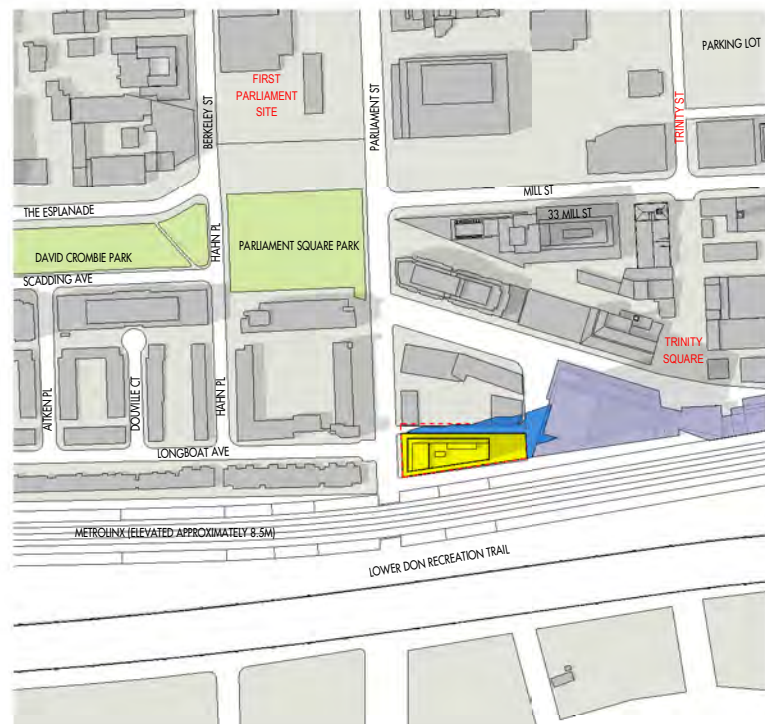 PARKING LOT
FIRST
PARLIAMENT
SITE
BERKELEY ST
PARLIAMENT ST
TRINITY ST
MILL ST
THE ESPLANADE
33 MILL ST
HAHN PL
PARLIAMENT SQUARE PARK
DAVID CROMBIE PARK
SCADDING AVE
TRINITY
SQUARE
AITKEN PL
DOUVILLE CT
HAHN PL
LONGBOAT AVE
METROLINX (ELEVATED APPROXIMATELY 8.5M)
LOWER DON RECREATION TRAIL